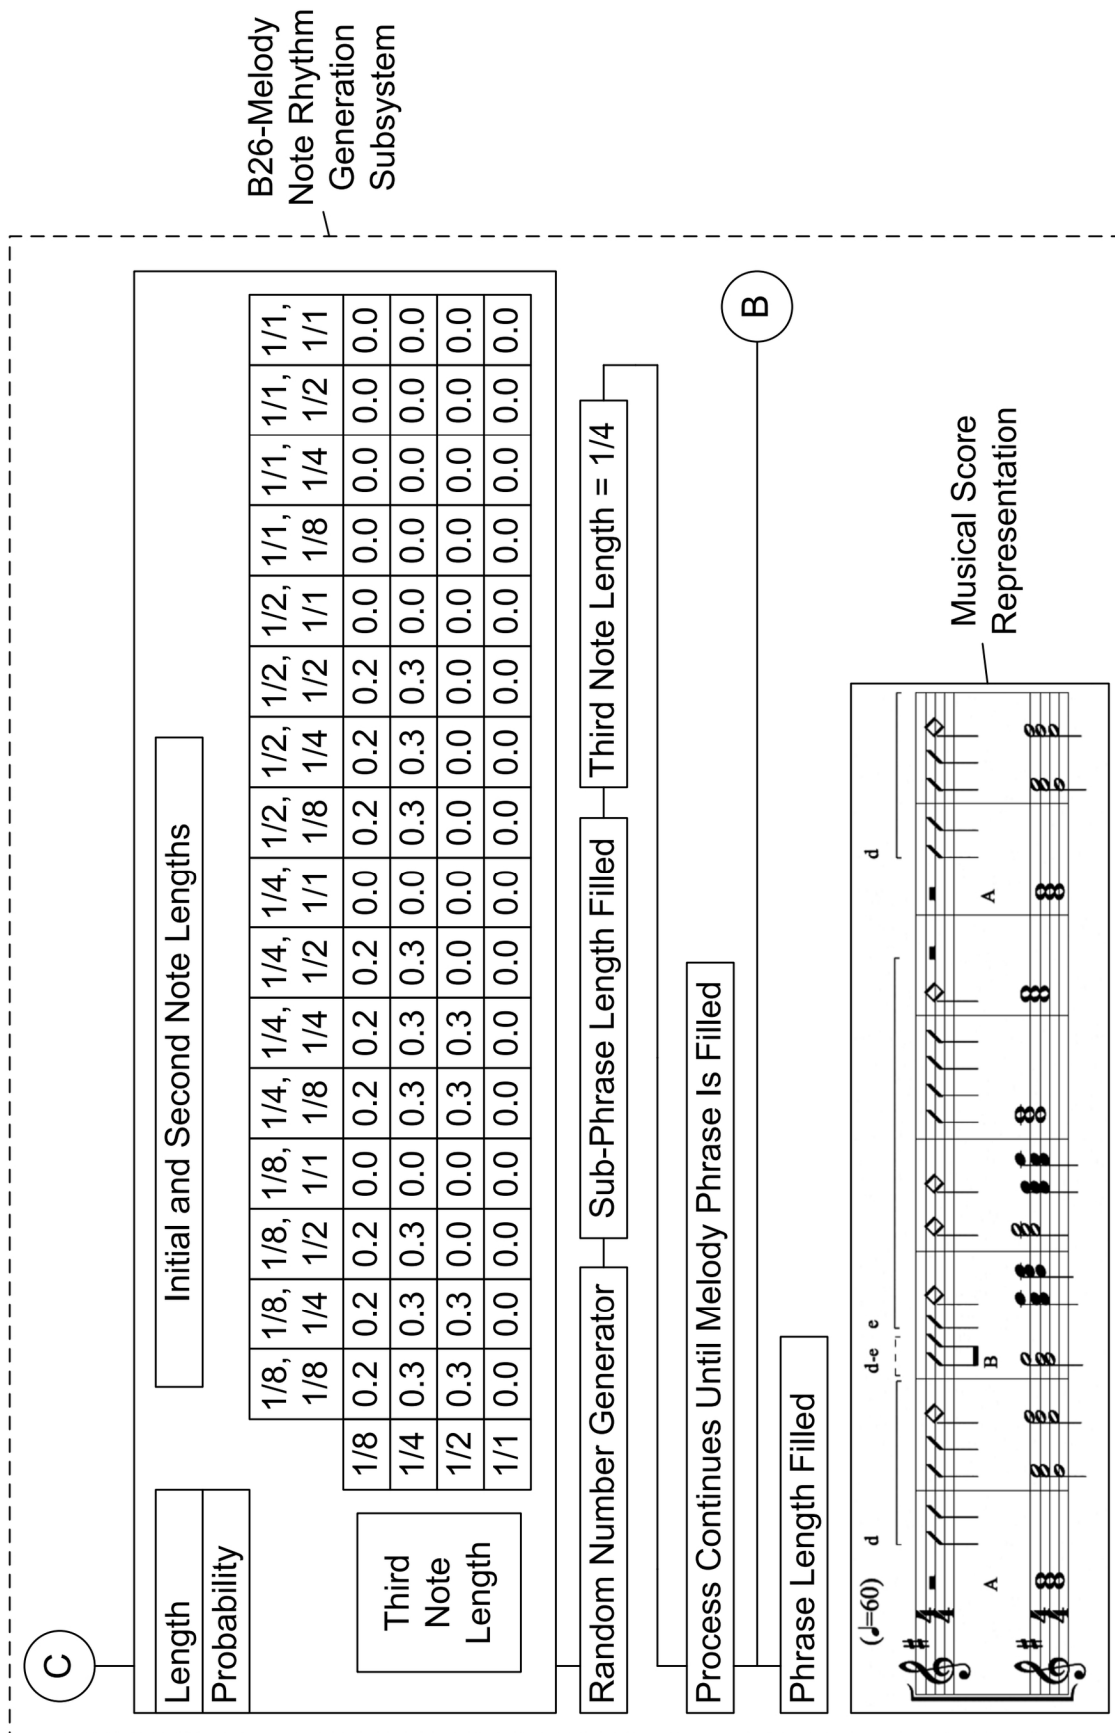 C
B26-Melody
Note Rhythm
Generation
Subsystem
Length
Probability
Initial and Second Note Lengths
1/8, 1/8, 1/8, 1/8, 1/4, 1/4, 1/4, 1/4, 1/2, 1/2, 1/2, 1/2, 1/1, 1/1, 1/1, 1/1,
1/8 1/4 1/2 1/1 1/8 1/4 1/2 1/1 1/8 1/4 1/2 1/1 1/8 1/4 1/2 1/1
Third
Note
Length
1/8 0.2 0.2 0.2 0.0 0.2 0.2 0.2 0.0 0.2 0.2 0.2 0.0 0.0 0.0 0.0 0.0
1/4 0.3 0.3 0.3 0.0 0.3 0.3 0.3 0.0 0.3 0.3 0.3 0.0 0.0 0.0 0.0 0.0
1/2 0.3 0.3 0.0 0.0 0.3 0.3 0.0 0.0 0.0 0.0 0.0 0.0 0.0 0.0 0.0 0.0
1/1 0.0 0.0 0.0 0.0 0.0 0.0 0.0 0.0 0.0 0.0 0.0 0.0 0.0 0.0 0.0 0.0
Random Number Generator
Sub-Phrase Length Filled
Third Note Length = 1/4
Process Continues Until Melody Phrase Is Filled
B
Phrase Length Filled
Musical Score
Representation
(♩=60)
d d-e e d
4
4
A B A
4
4